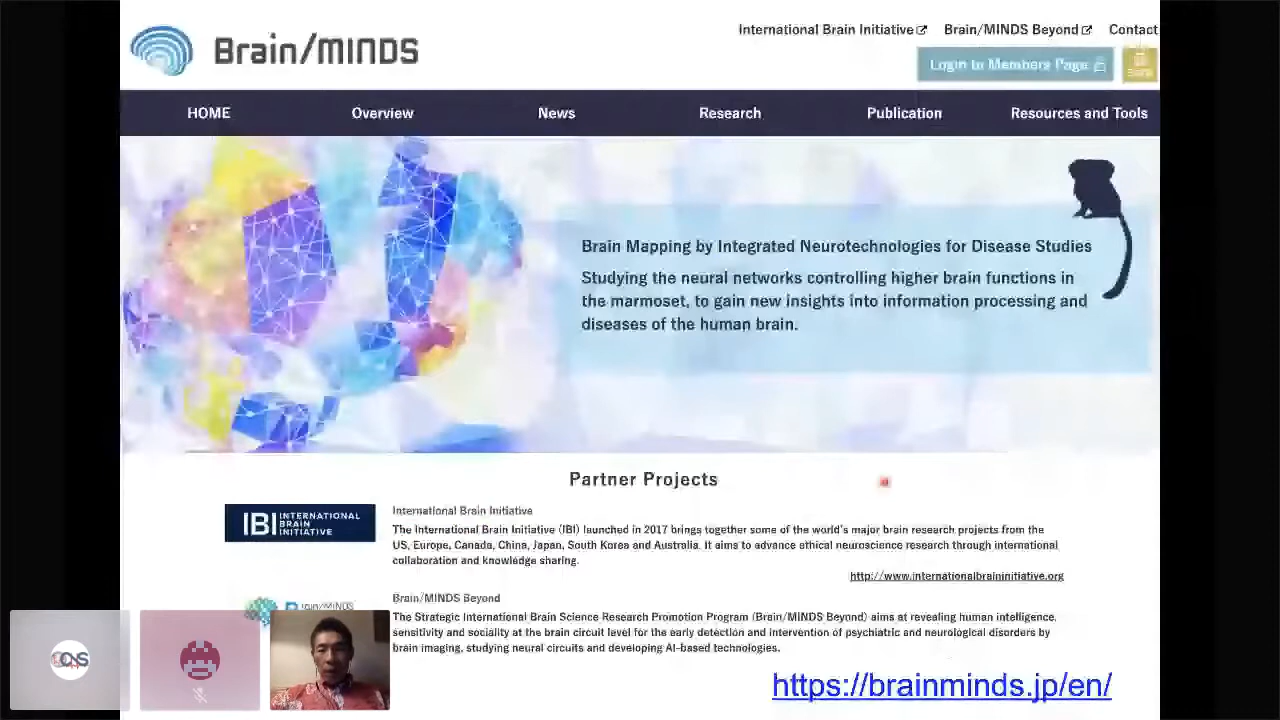 International Brain Initiative Brain/MINDS Beyond Contact
Brain/MINDS
Login to Members Page
HOME Overview News Research Publication Resources and Tools
Brain Mapping by Integrated Neurotechnologies for Disease Studies
Studying the neural networks controlling higher brain functions in
the marmoset, to gain new insights into information processing and
diseases of the human brain.
Partner Projects
IBI INTERNATIONAL
BRAIN
INITIATIVE
International Brain Initiative
The International Brain Initiative (IBI) launched in 2017 brings together some of the world's major brain research projects from the
US, Europe, Canada, China, Japan, South Korea and Australia. It aims to advance ethical neuroscience research through international
collaboration and knowledge sharing.
http://www.internationalbraininitiative.org
Brain/MINDS Beyond
The Strategic International Brain Science Research Promotion Program (Brain/MINDS Beyond) aims at revealing human intelligence,
sensitivity and sociality at the brain circuit level for the early detection and intervention of psychiatric and neurological disorders by
brain imaging, studying neural circuits and developing AI-based technologies.
https://brainminds.jp/en/